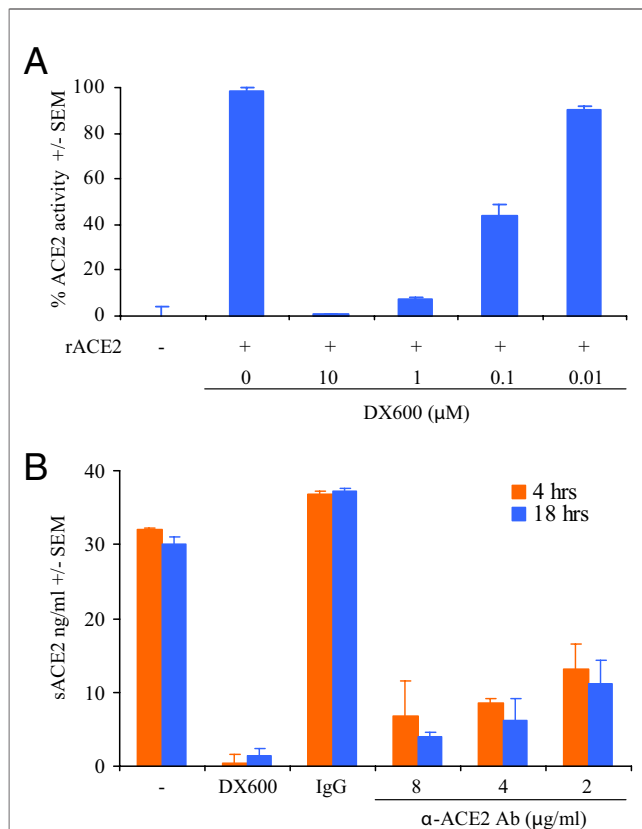 A
% ACE2 activity +/- SEM
100
80
60
40
20
0
rACE2 - + + + + +
0 10 1 0.1 0.01
DX600 (µM)
B
sACE2 ng/ml +/- SEM
40
30
20
10
0
4 hrs
18 hrs
- DX600 IgG 8 4 2
α-ACE2 Ab (µg/ml)